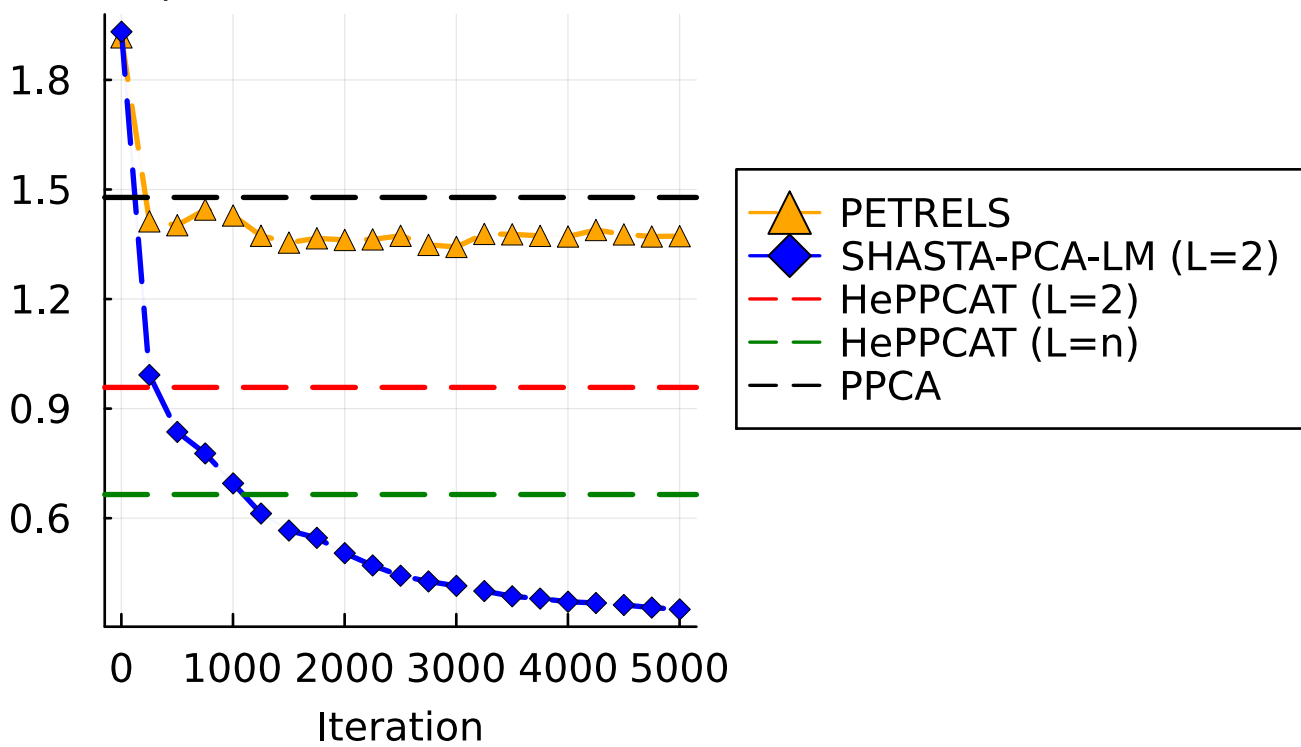 1.8
1.5
1.2
0.9
0.6
0 1000 2000 3000 4000 5000
Iteration
PETRELS
SHASTA-PCA-LM (L=2)
HePPCAT (L=2)
HePPCAT (L=n)
PPCA